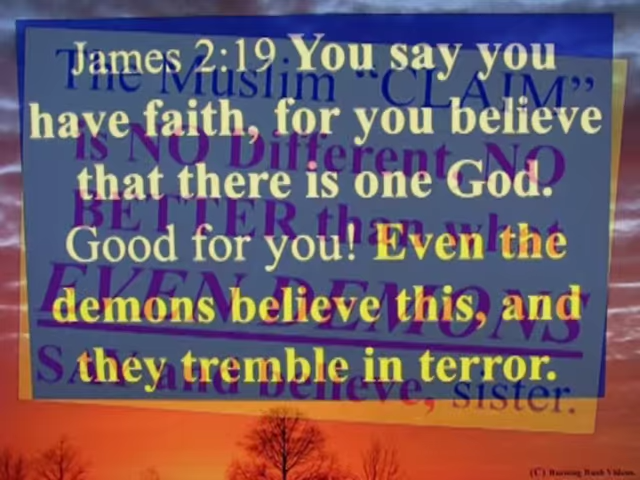 James 2:19 You say you
have faith, for you believe
that there is one God.
Good for you! Even the
demons believe this, and
they tremble in terror.
The Muslim “CLAIM”
is NO Different, NO
BETTER than what
EVEN DEMONS
SAY and believe, sister.
(C) Burning Bush Videos.